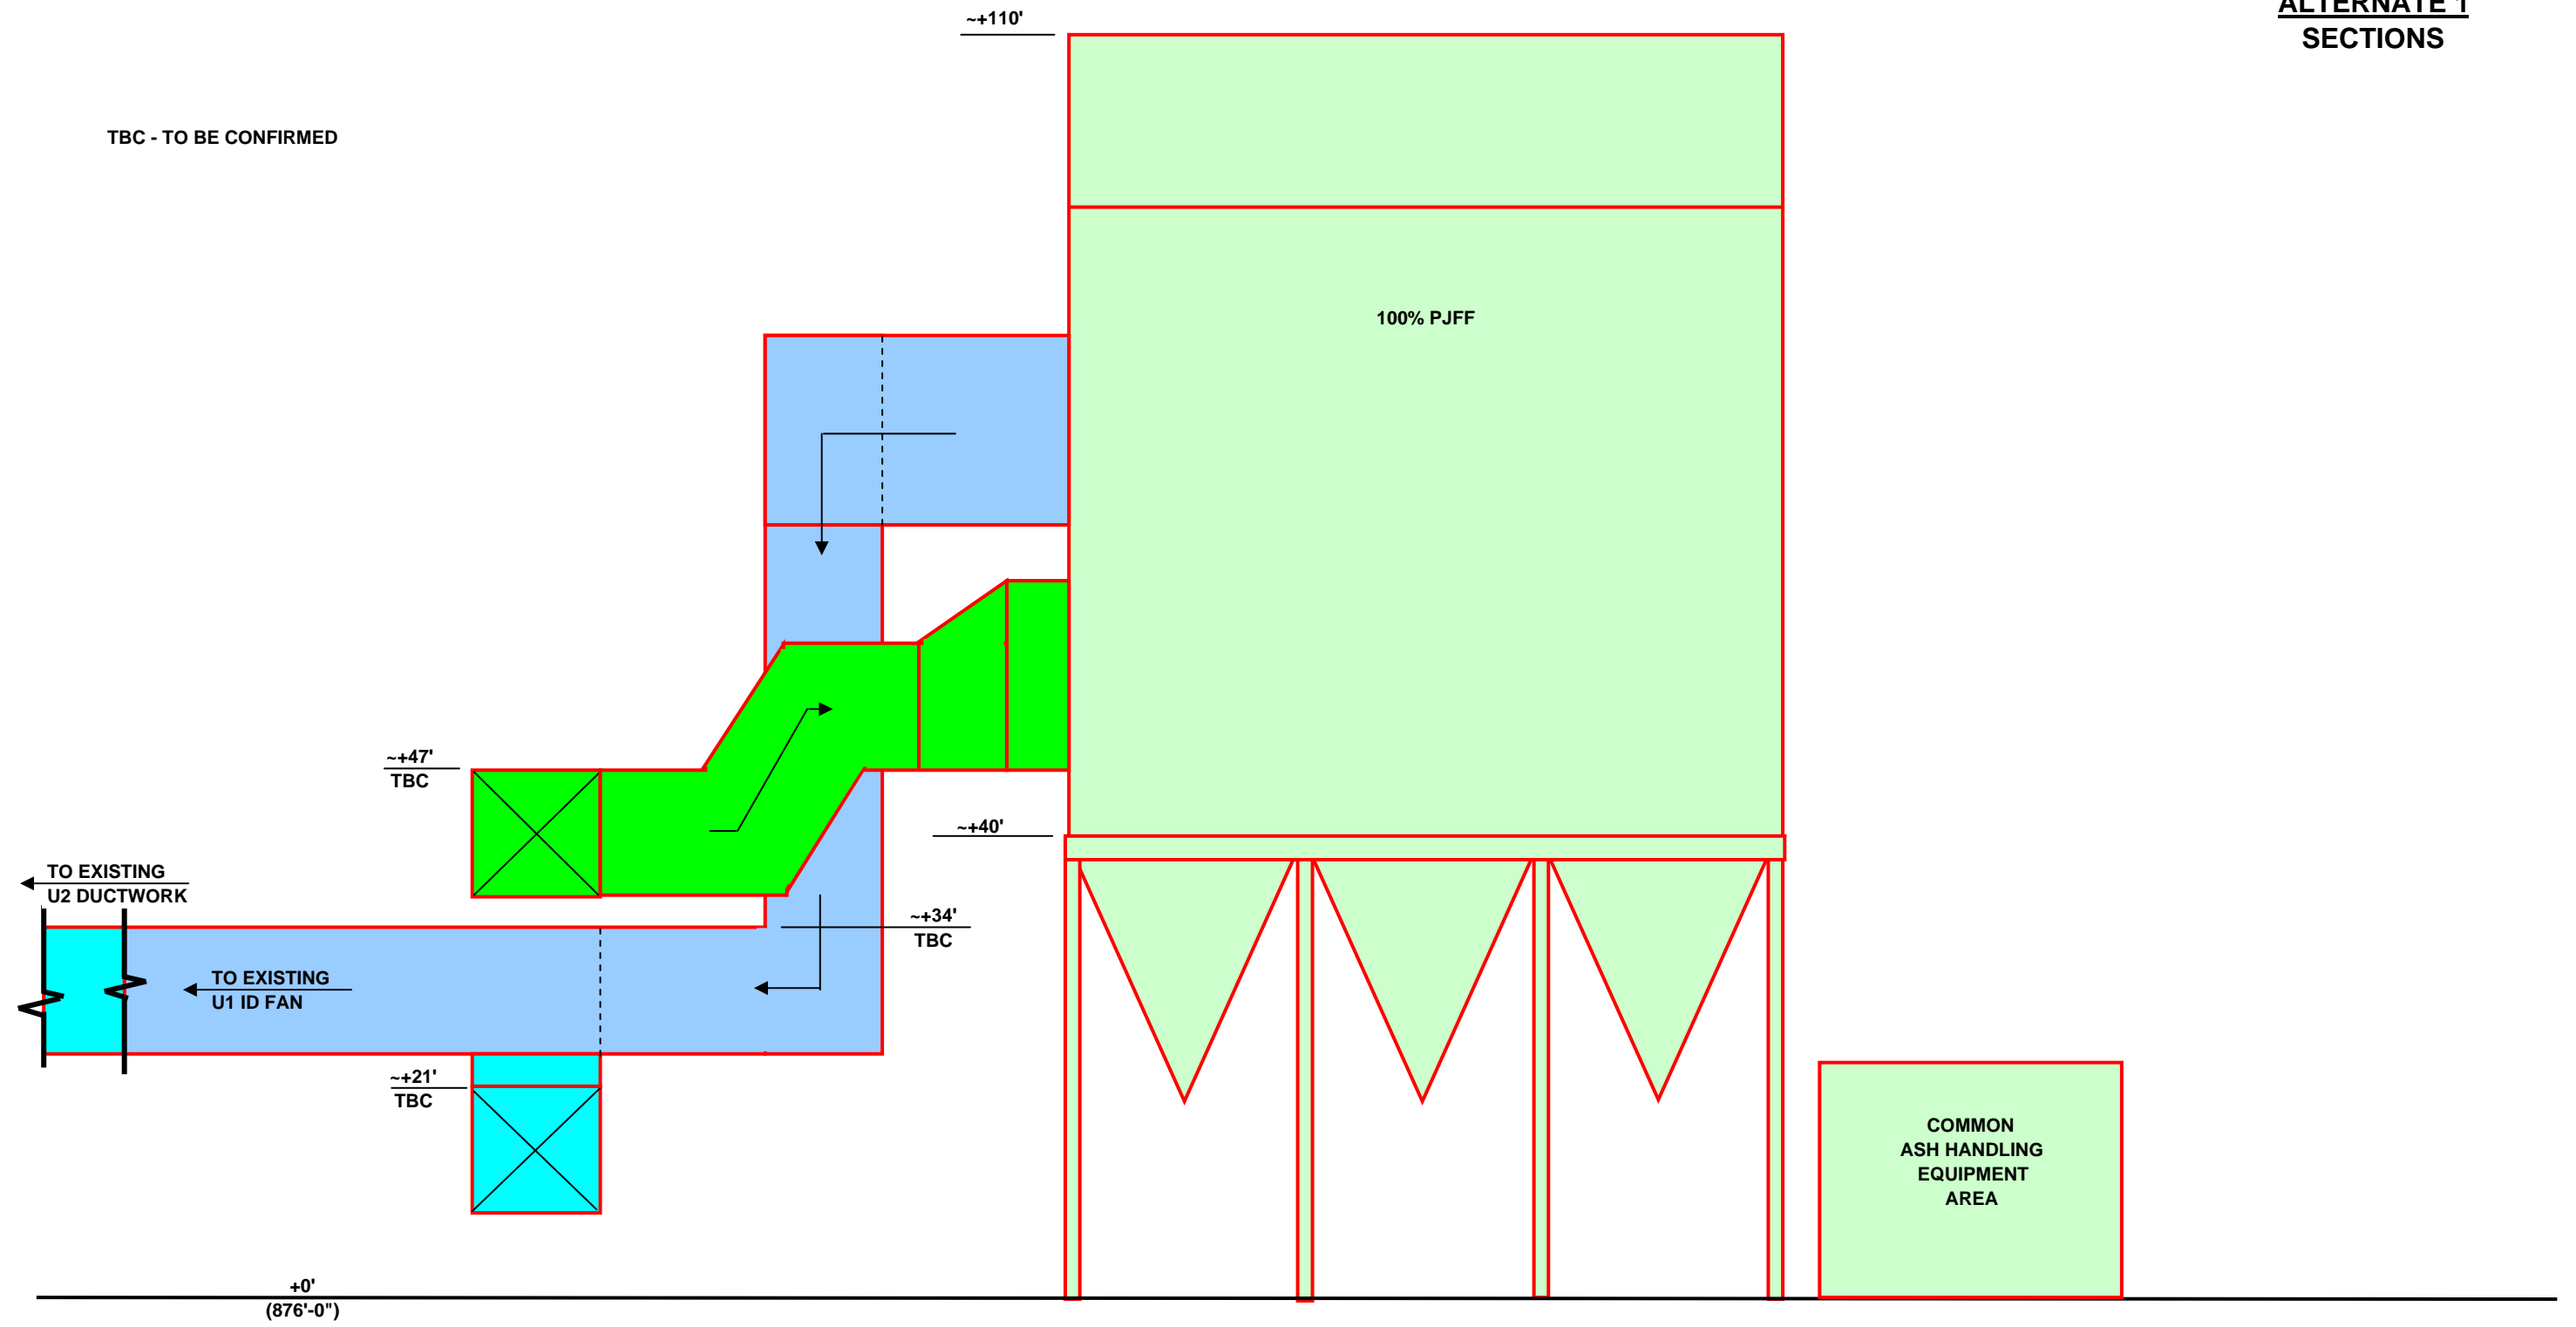 ~+110'
ALTERNATE 1
SECTIONS
TBC - TO BE CONFIRMED
100% PJFF
~+47'
TBC
~+40'
TO EXISTING
U2 DUCTWORK
~+34'
TBC
TO EXISTING
U1 ID FAN
~+21'
TBC
COMMON
ASH HANDLING
EQUIPMENT
AREA
+0'
(876'-0")